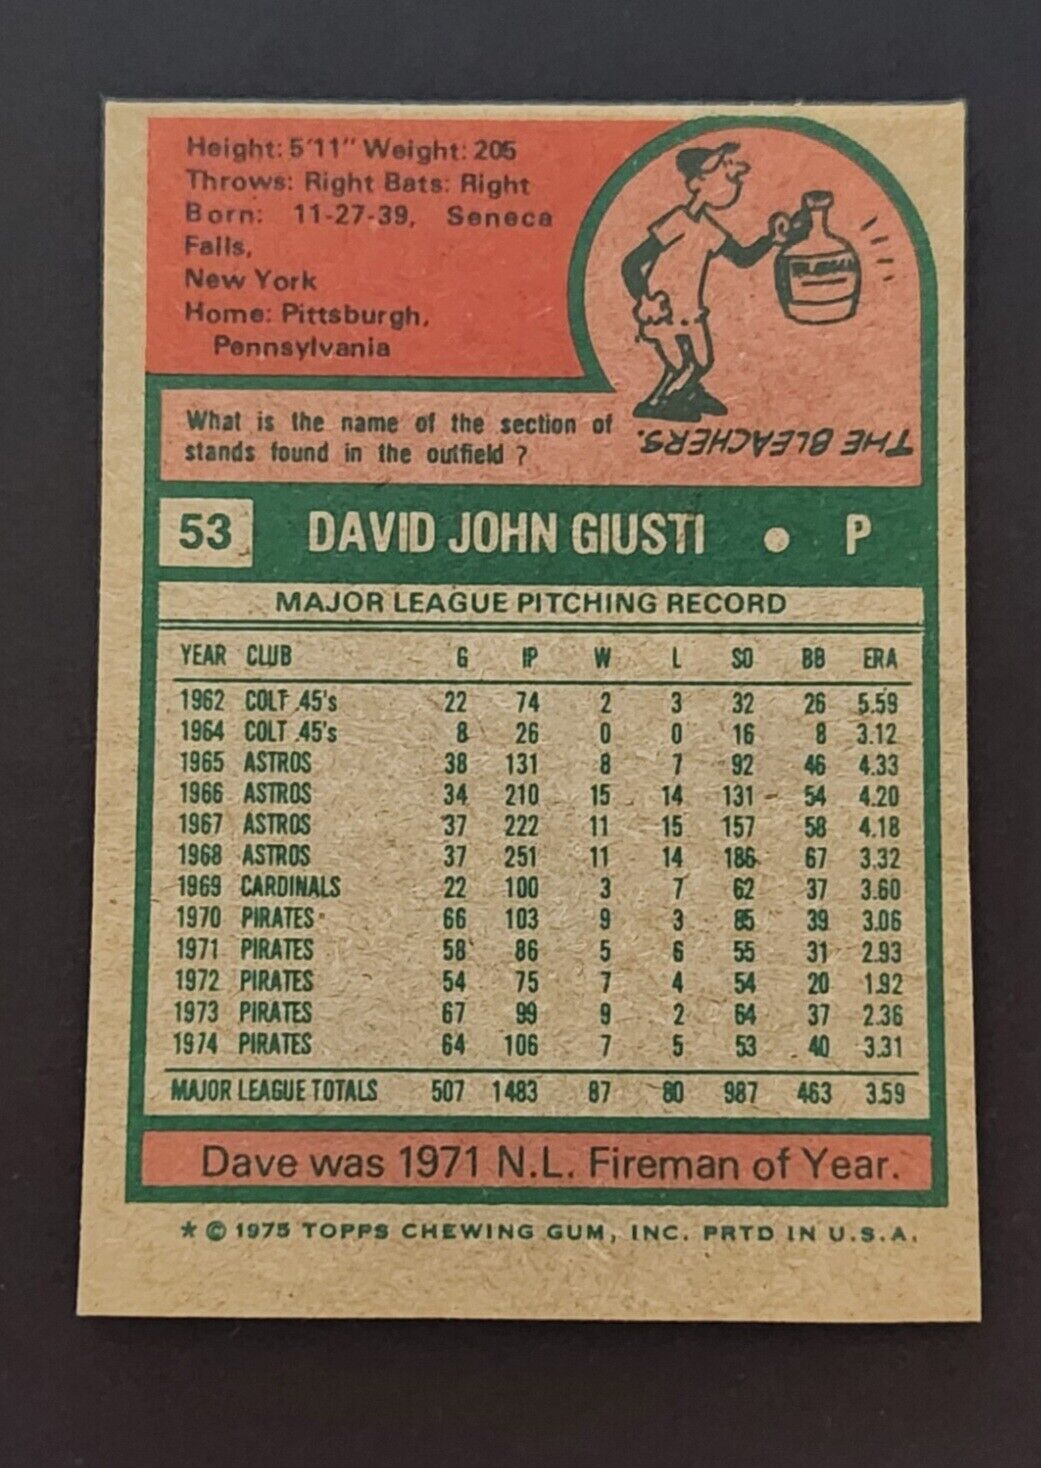 Height: 5'11" Weight: 205
Throws: Right Bats: Right
Born: 11-27-39, Seneca
Falls,
New York
Home: Pittsburgh,
Pennsylvania
What is the name of the section of
stands found in the outfield ?
THE BLEACHERS.
53 DAVID JOHN GIUSTI • P
MAJOR LEAGUE PITCHING RECORD
YEAR CLUB G IP W L SO BB ERA
1962 COLT .45's 22 74 2 3 32 26 5.59
1964 COLT .45's 8 26 0 0 16 8 3.12
1965 ASTROS 38 131 8 7 92 46 4.33
1966 ASTROS 34 210 15 14 131 54 4.20
1967 ASTROS 37 222 11 15 157 58 4.18
1968 ASTROS 37 251 11 14 186 67 3.32
1969 CARDINALS 22 100 3 7 62 37 3.60
1970 PIRATES 66 103 9 3 85 39 3.06
1971 PIRATES 58 86 5 6 55 31 2.93
1972 PIRATES 54 75 7 4 54 20 1.92
1973 PIRATES 67 99 9 2 64 37 2.36
1974 PIRATES 64 106 7 5 53 40 3.31
MAJOR LEAGUE TOTALS 507 1483 87 80 987 463 3.59
Dave was 1971 N.L. Fireman of Year.
* © 1975 TOPPS CHEWING GUM, INC. PRTD IN U.S.A.